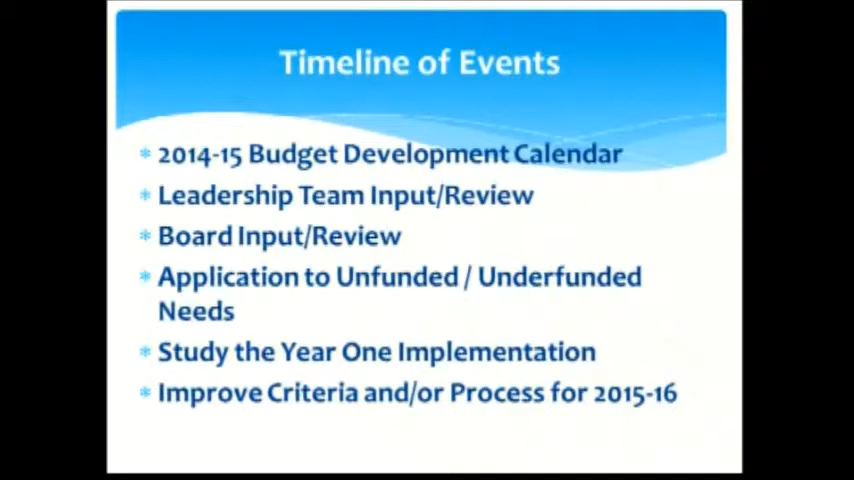 Timeline of Events
* 2014-15 Budget Development Calendar
* Leadership Team Input/Review
* Board Input/Review
* Application to Unfunded / Underfunded
Needs
* Study the Year One Implementation
* Improve Criteria and/or Process for 2015-16